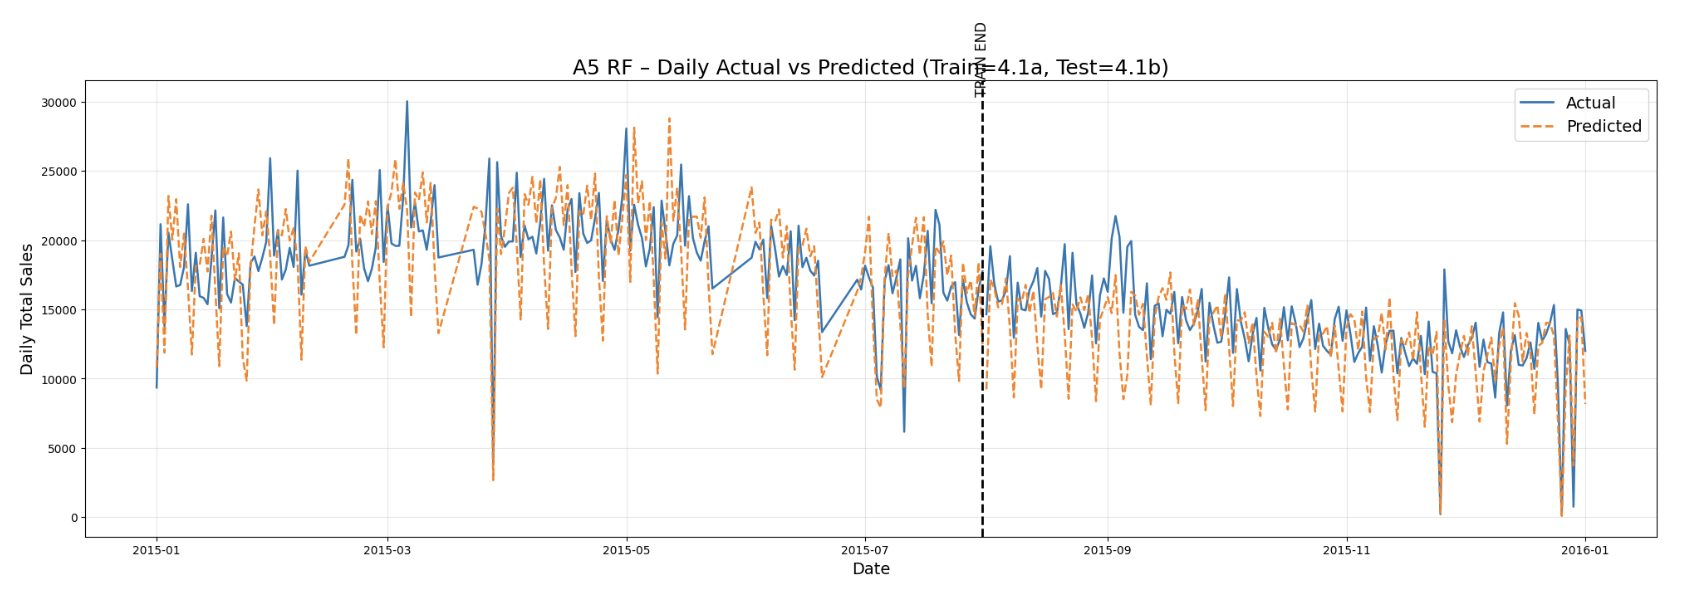 TRAIN END
A5 RF – Daily Actual vs Predicted (Train=4.1a, Test=4.1b)
Actual
Predicted
Daily Total Sales
30000
25000
20000
15000
10000
5000
0
2015-01
2015-03
2015-05
2015-07
2015-09
2015-11
2016-01
Date